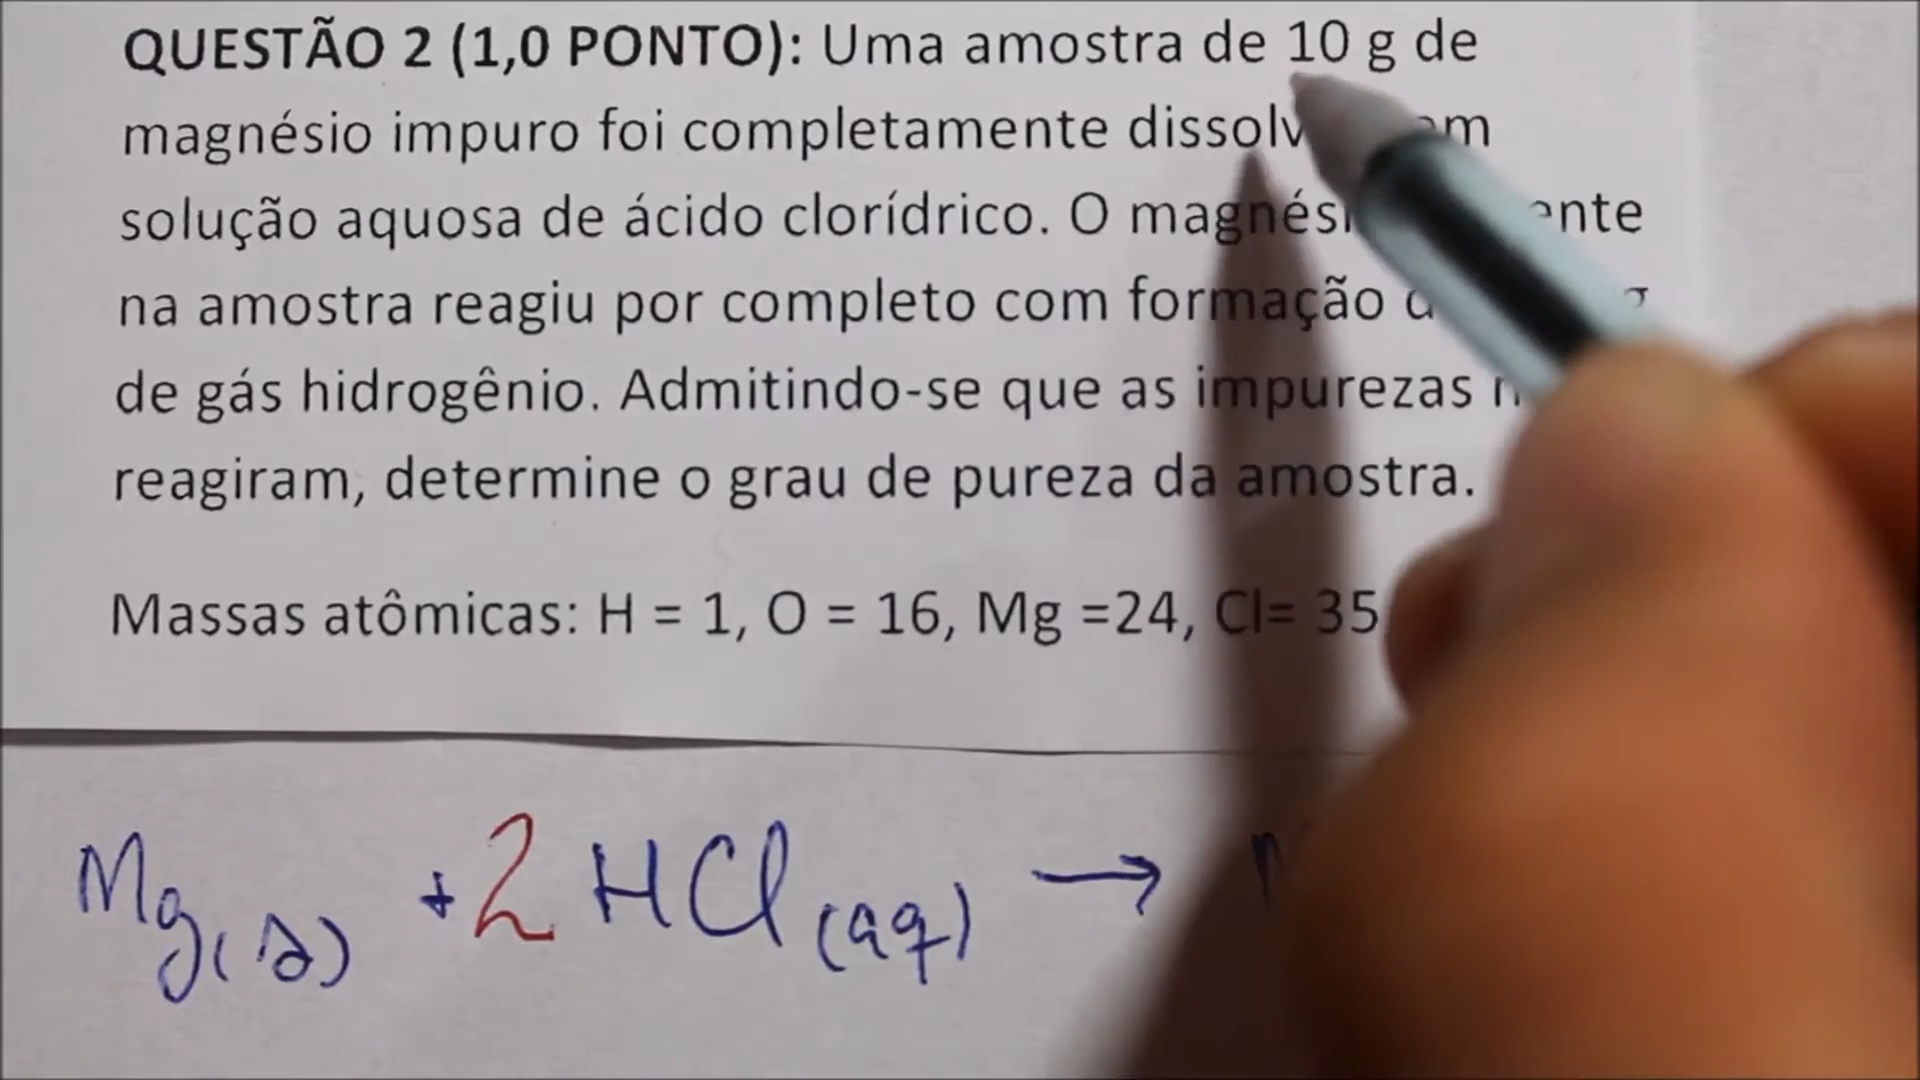 QUESTÃO 2 (1,0 PONTO): Uma amostra de 10 g de
magnésio impuro foi completamente
solução aquosa de ácido clorídrico. O
na amostra reagiu por completo com formação
de gás hidrogênio. Admitindo-se que as impurezas
reagiram, determine o grau de pureza da amostra.
Massas atômicas: H = 1, O = 16, Mg =24, Cl= 35
Mg(s) + 2 HCl (aq) →